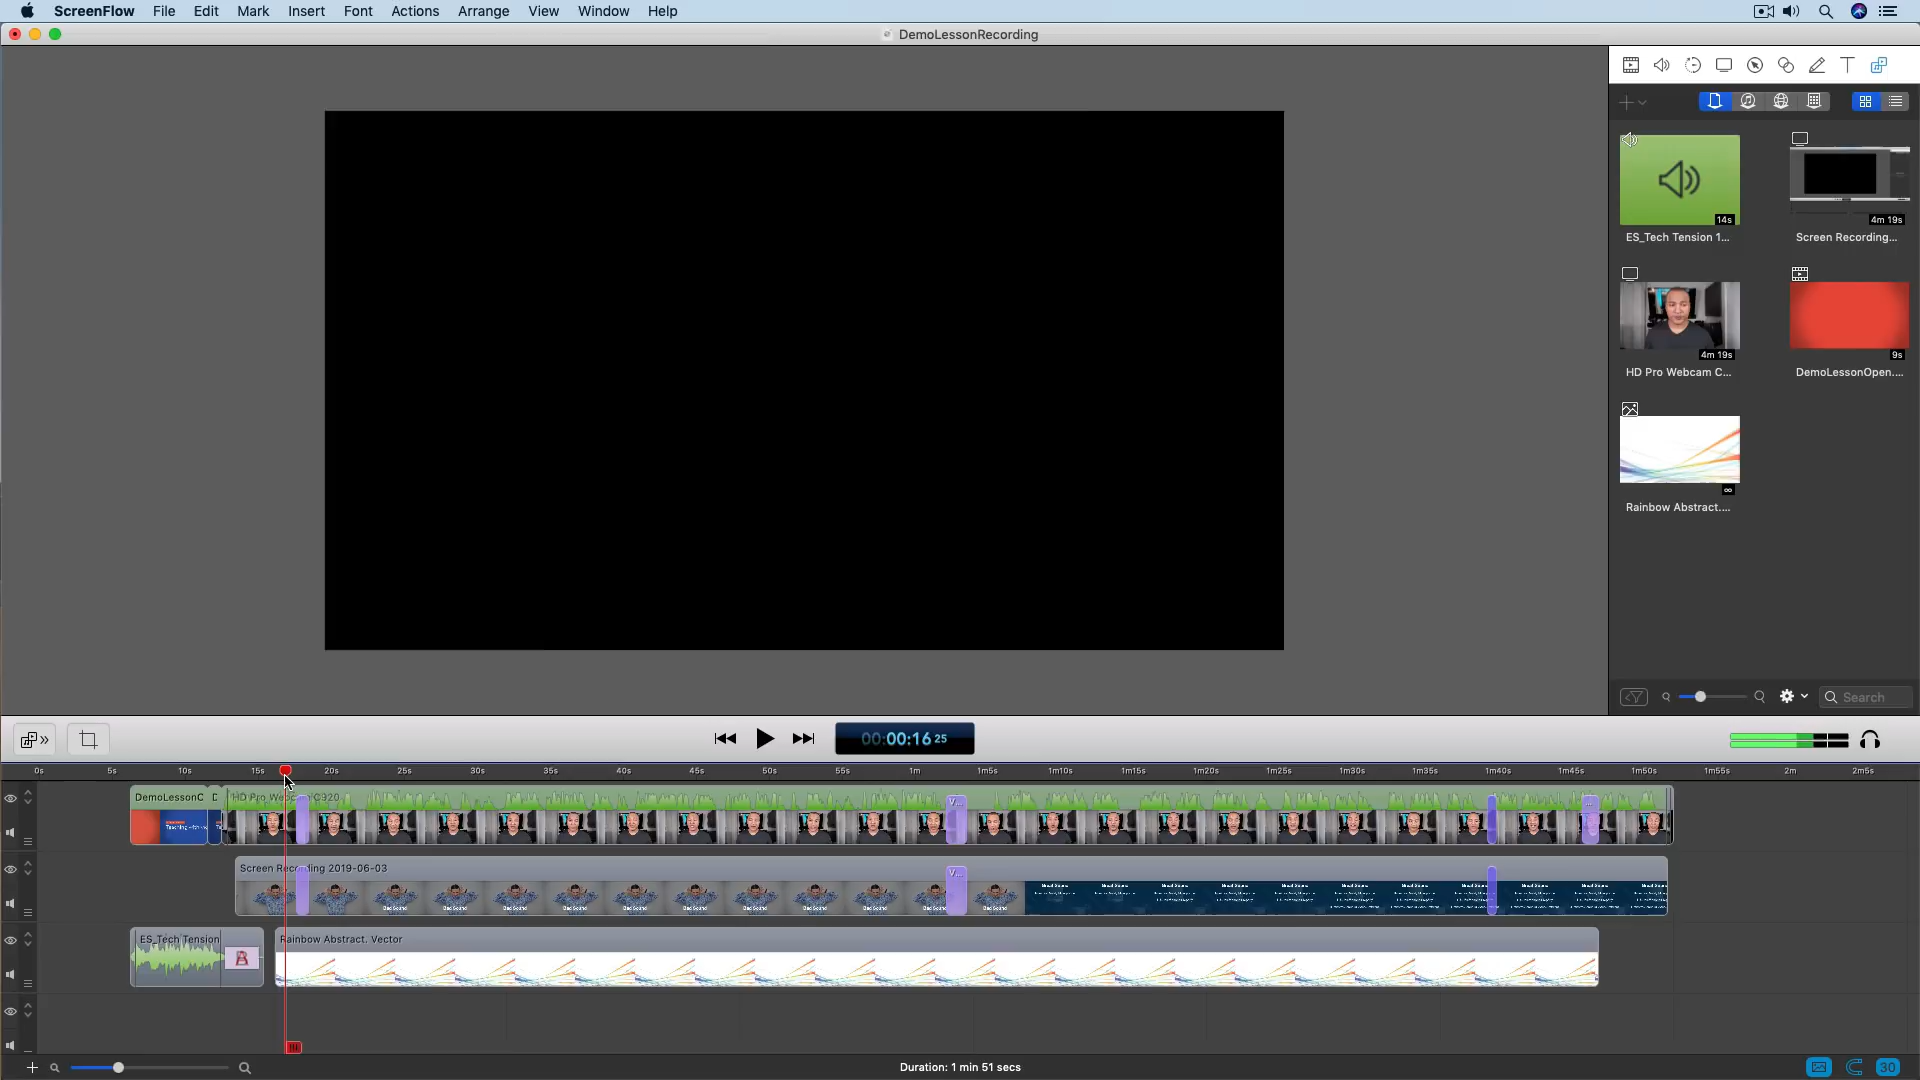 ScreenFlow File Edit Mark Insert Font Actions Arrange View Window Help
DemoLessonRecording
14s
4m 19s
ES_Tech Tension 1...
Screen Recording...
4m 19s
9s
HD Pro Webcam C...
DemoLessonOpen....
∞
Rainbow Abstract....
Search
00:00:16 25
0s 5s 10s 15s 20s 25s 30s 35s 40s 45s 50s 55s 1m 1m5s 1m10s 1m15s 1m20s 1m25s 1m30s 1m35s 1m40s 1m45s 1m50s 1m55s 2m 2m5s
DemoLessonC D HD Pro Webcam C920
V...
Screen Recording 2019-06-03
V...
ES_Tech Tension
Rainbow Abstract. Vector
Duration: 1 min 51 secs
30